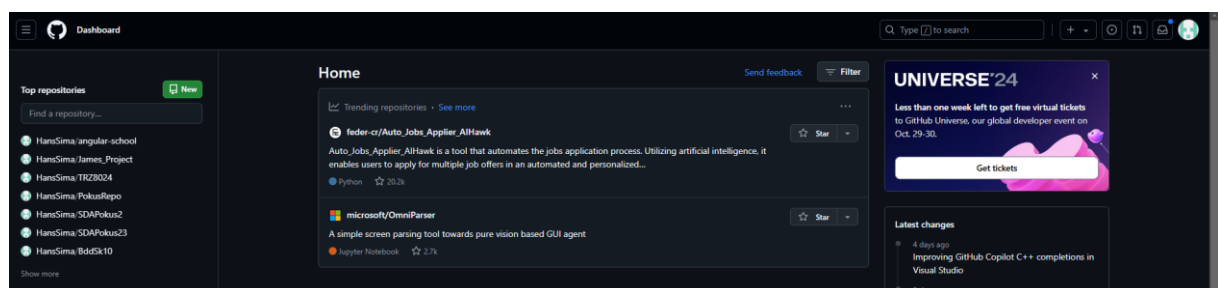 Dashboard
Type / to search
Top repositories
New
Find a repository...
HansSima/angular-school
HansSima/James_Project
HansSima/TRZ8024
HansSima/PokusRepo
HansSima/SDAPokus2
HansSima/SDAPokus23
HansSima/BddSk10
Show more
Home
Send feedback
Filter
Trending repositories • See more
feder-cr/Auto_Jobs_Applier_AIHawk
Star
Auto_Jobs_Applier_AIHawk is a tool that automates the jobs application process. Utilizing artificial intelligence, it
enables users to apply for multiple job offers in an automated and personalized...
Python 20.2k
microsoft/OmniParser
Star
A simple screen parsing tool towards pure vision based GUI agent
Jupyter Notebook 2.7k
UNIVERSE'24
Less than one week left to get free virtual tickets
to GitHub Universe, our global developer event on
Oct. 29-30.
Get tickets
Latest changes
4 days ago
Improving GitHub Copilot C++ completions in
Visual Studio